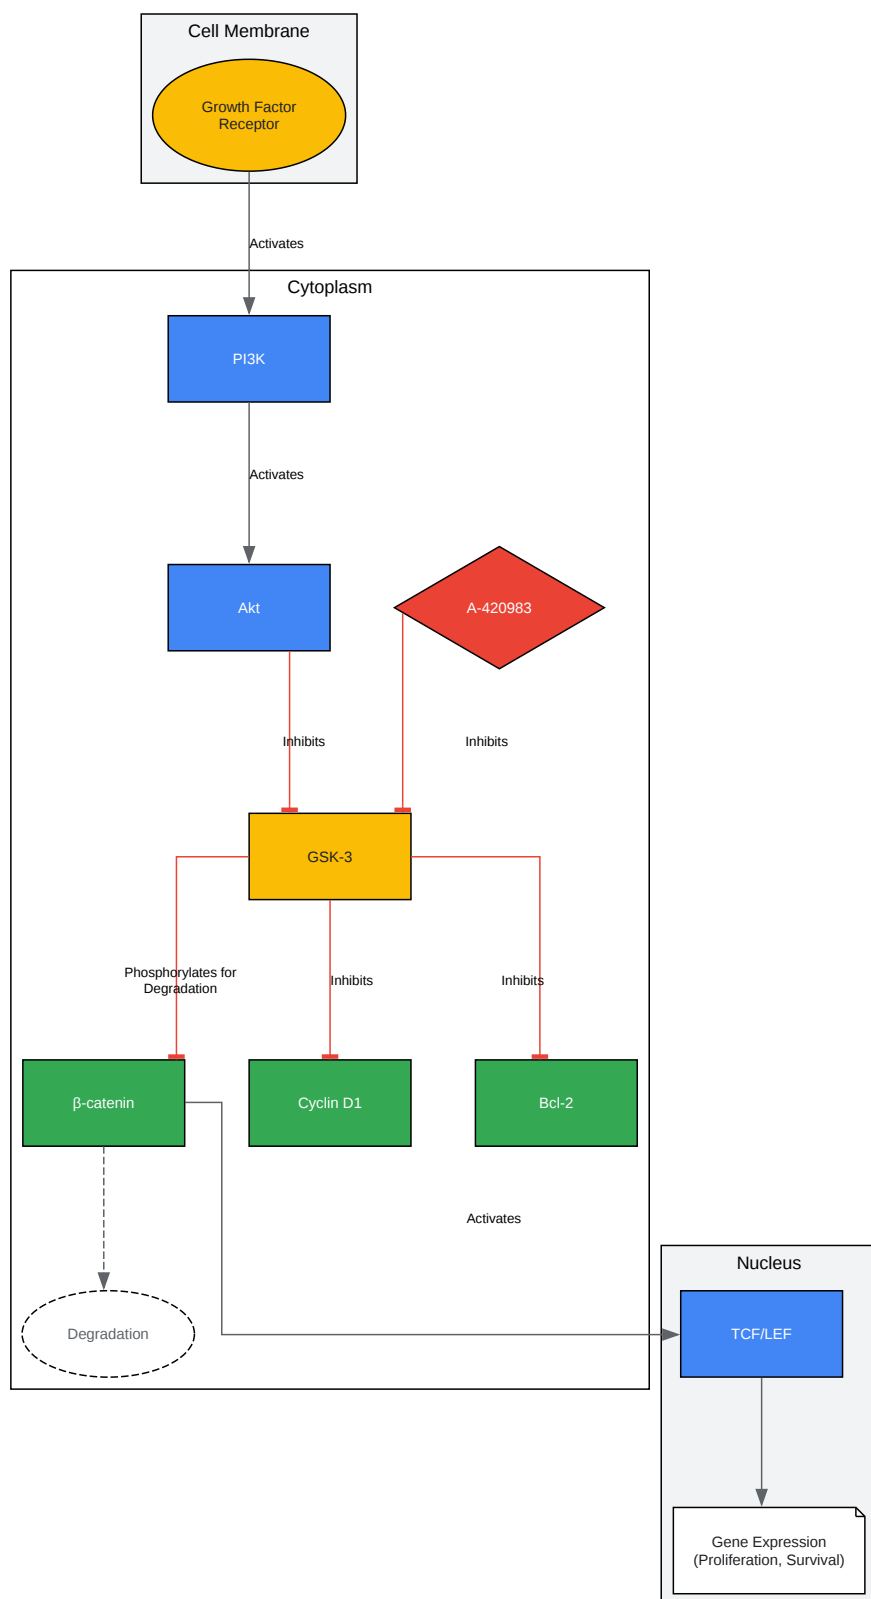 Cell Membrane
Growth Factor
Receptor
Activates
Cytoplasm
PI3K
Activates
Akt
A-420983
Inhibits
Inhibits
GSK-3
Phosphorylates for
Degradation
Inhibits
Inhibits
β-catenin
Cyclin D1
Bcl-2
Activates
Nucleus
Degradation
TCF/LEF
Gene Expression
(Proliferation, Survival)